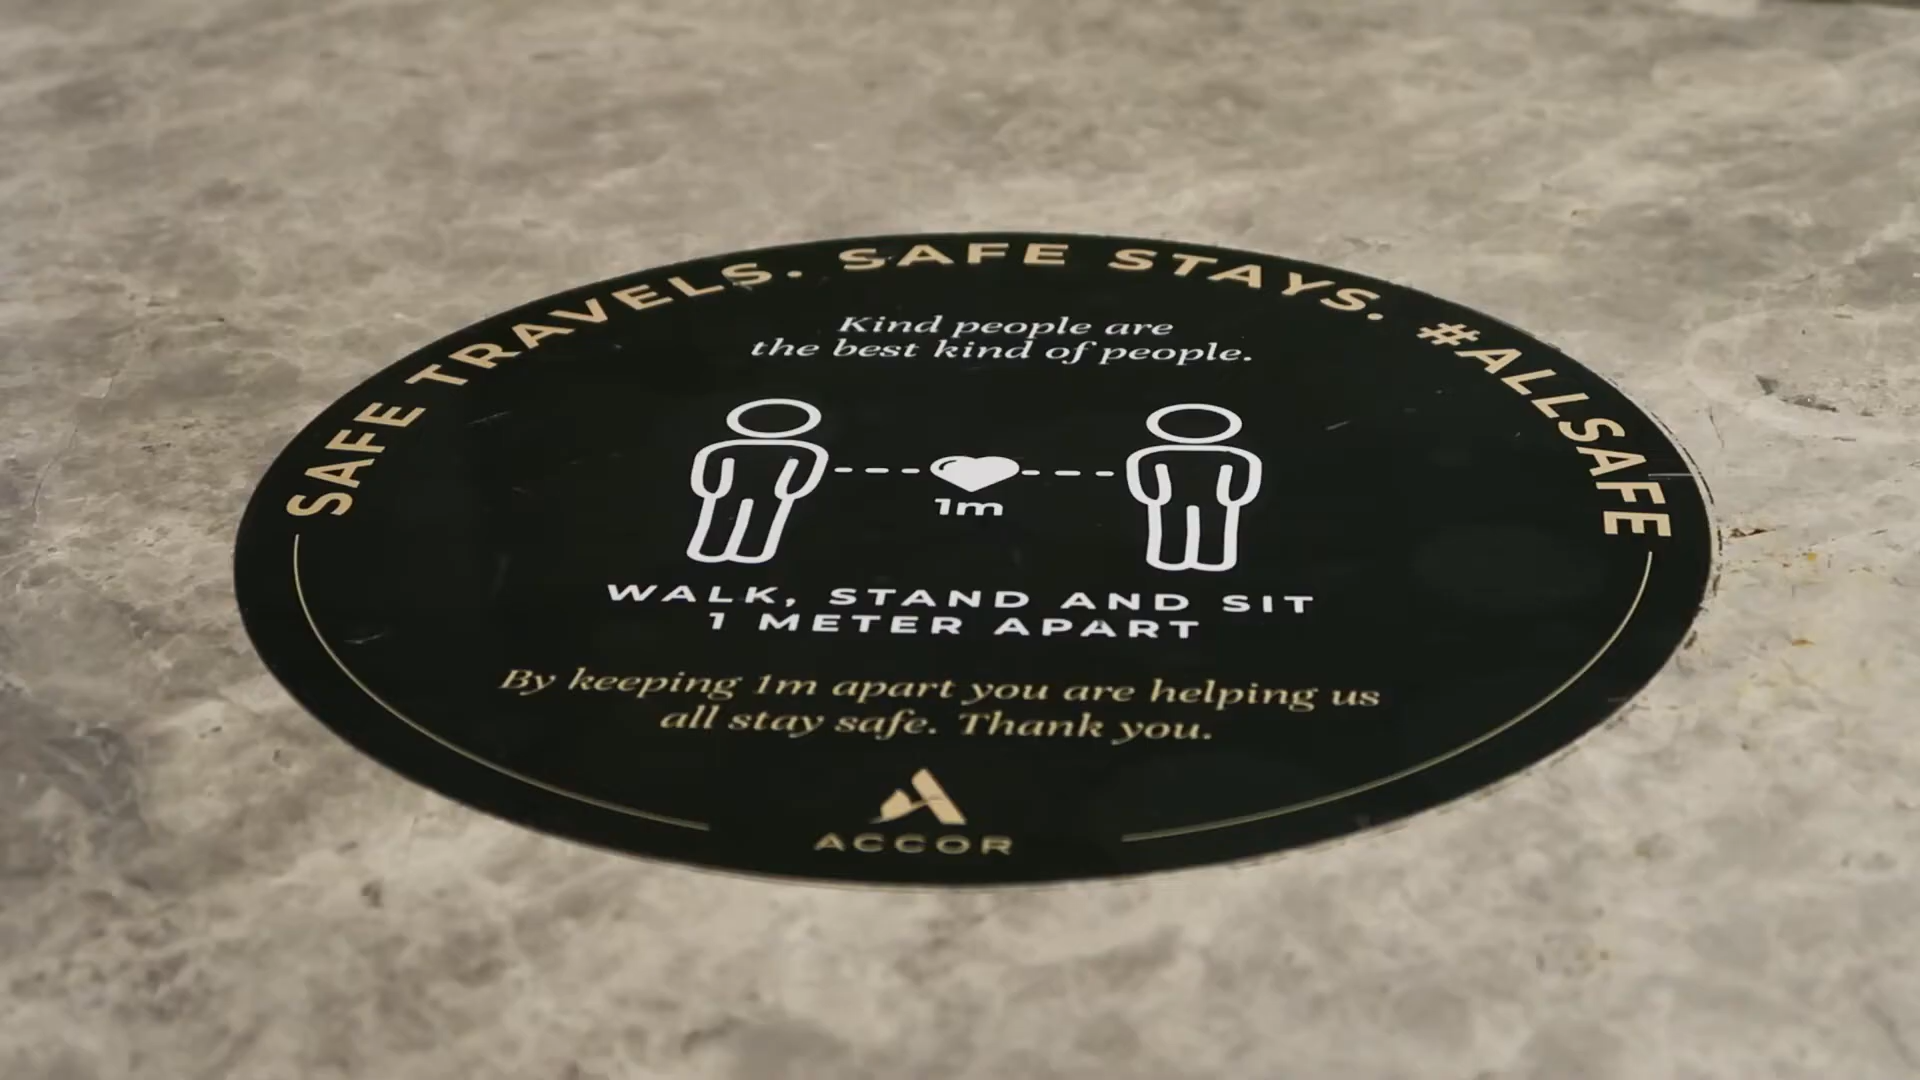 SAFE TRAVELS. SAFE STAYS. #ALLSAFE
Kind people are
the best kind of people.
1m
WALK, STAND AND SIT
1 METER APART
By keeping 1m apart you are helping us
all stay safe. Thank you.
ACCOR